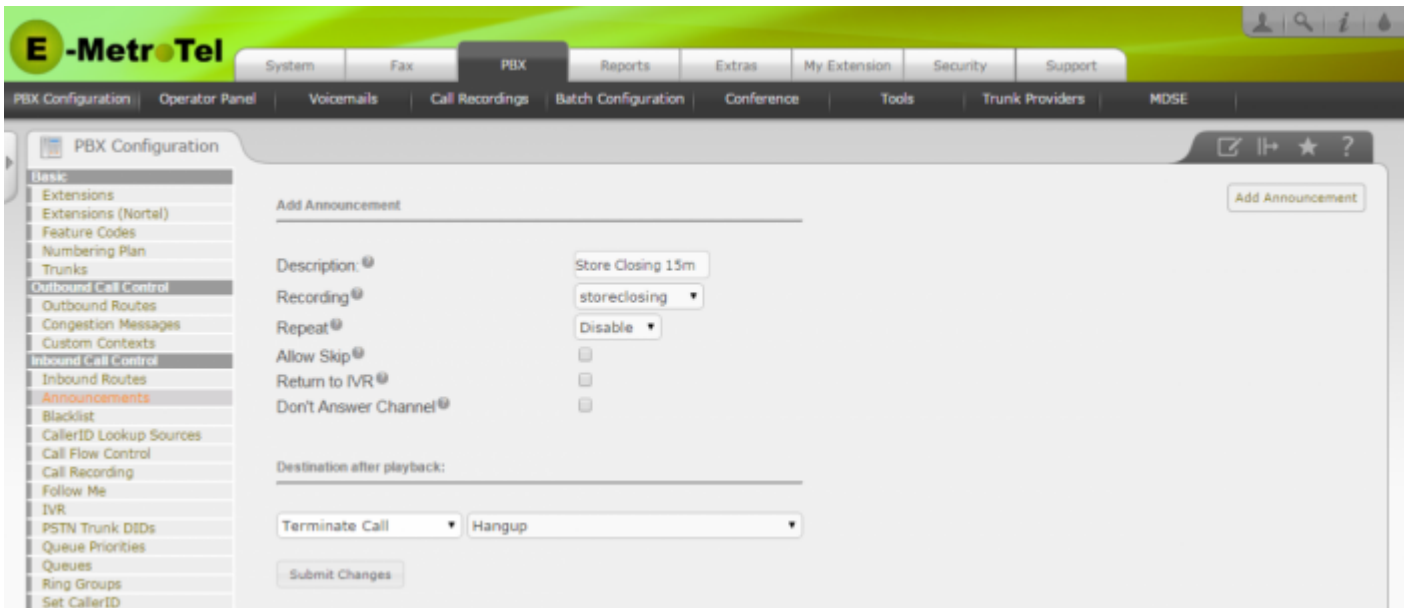 E-MetroTel
System Fax PBX Reports Extras My Extension Security Support
PBX Configuration Operator Panel Voicemails Call Recordings Batch Configuration Conference Tools Trunk Providers MDSE
PBX Configuration
Basic
Extensions
Extensions (Nortel)
Feature Codes
Numbering Plan
Trunks
Outbound Call Control
Outbound Routes
Congestion Messages
Custom Contexts
Inbound Call Control
Inbound Routes
Announcements
Blacklist
CallerID Lookup Sources
Call Flow Control
Call Recording
Follow Me
IVR
PSTN Trunk DIDs
Queue Priorities
Queues
Ring Groups
Set CallerID
Add Announcement
Add Announcement
Description: Store Closing 15m
Recording storeclosing
Repeat Disable
Allow Skip
Return to IVR
Don't Answer Channel
Destination after playback:
Terminate Call Hangup
Submit Changes